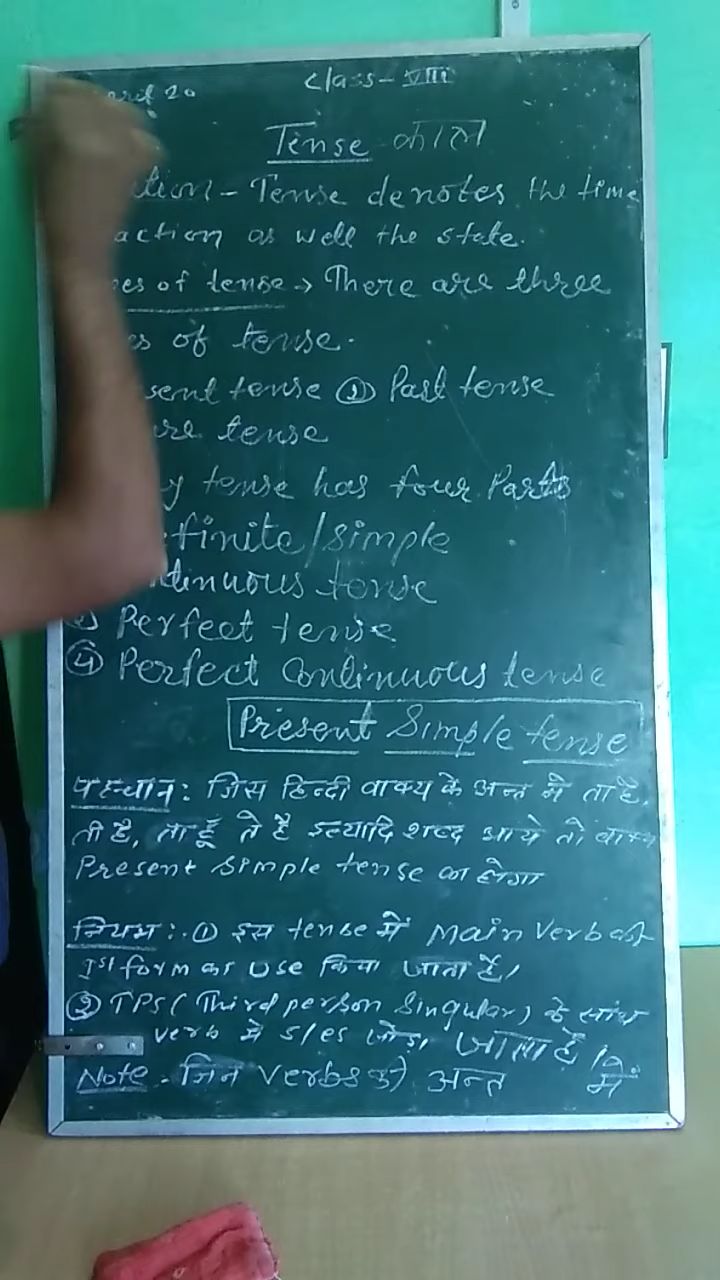 Class-VIII
Tense काल
tion - Tense denotes the time
action as well the state.
es of tense → There are three
es of tense.
sent tense ② Past tense
re tense
y tense has four Parts
finite/simple
ntinuous tense
Perfect tense
④ Perfect Continuous tense
Present Simple tense
पहचान: जिस हिन्दी वाक्य के अन्त मे ता है,
ती है, ता हूँ ते है इत्यादि शब्द आये तो वाक्य
Present Simple tense का होगा
नियम:. ① इस tense में Main Verb की
Ist form का use किया जाता है,
② TPS (Third person Singular) के साथ
verb मे s/es जोड़ा जाता है,
Note - जिन verbs के अन्त में